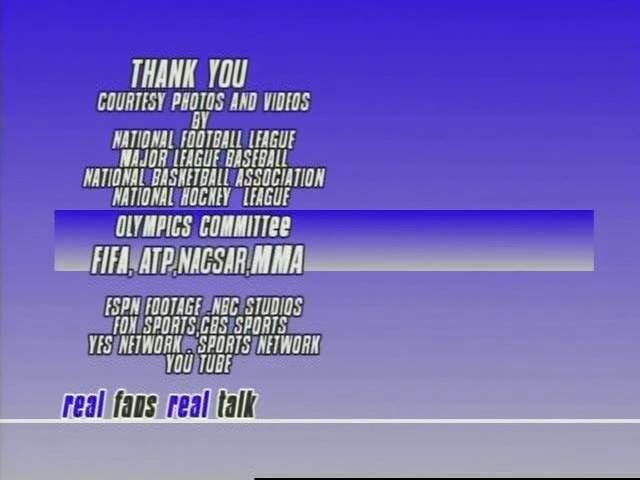 THANK YOU
COURTESY PHOTOS AND VIDEOS
BY
NATIONAL FOOTBALL LEAGUE
MAJOR LEAGUE BASEBALL
NATIONAL BASKETBALL ASSOCIATION
NATIONAL HOCKEY LEAGUE
OLYMPICS COMMITTee
FIFA, ATP,NACSAR,MMA
ESPN FOOTAGE .NBC STUDIOS
FOX SPORTS,CBS SPORTS
YES NETWORK . SPORTS NETWORK
YOU TUBE
real fans real talk